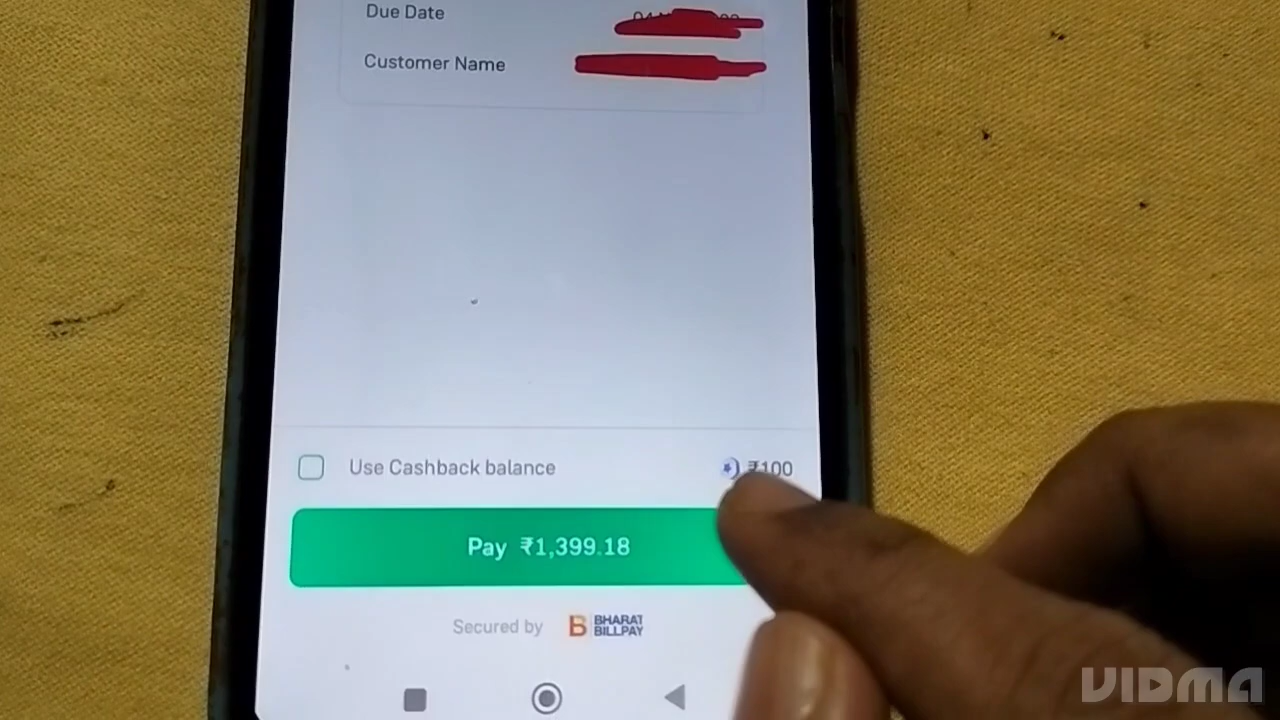 Due Date
Customer Name
Use Cashback balance ₹100
Pay ₹1,399.18
Secured by BHARAT BILLPAY
VIDMA